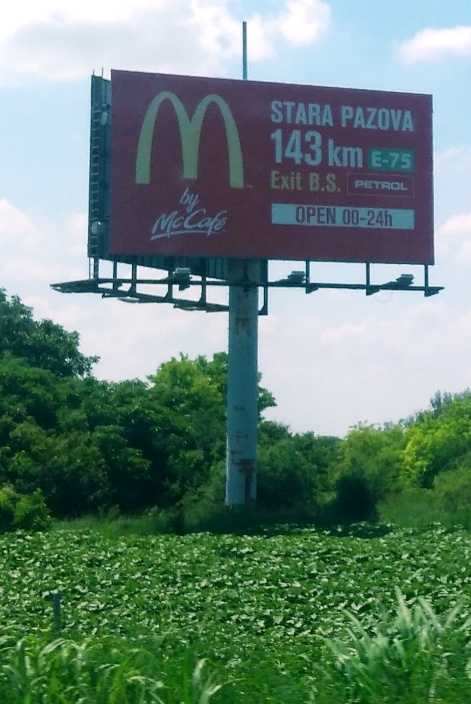 by
McCafé
STARA PAZOVA
143 km E-75
Exit B.S. PETROL
OPEN 00-24h